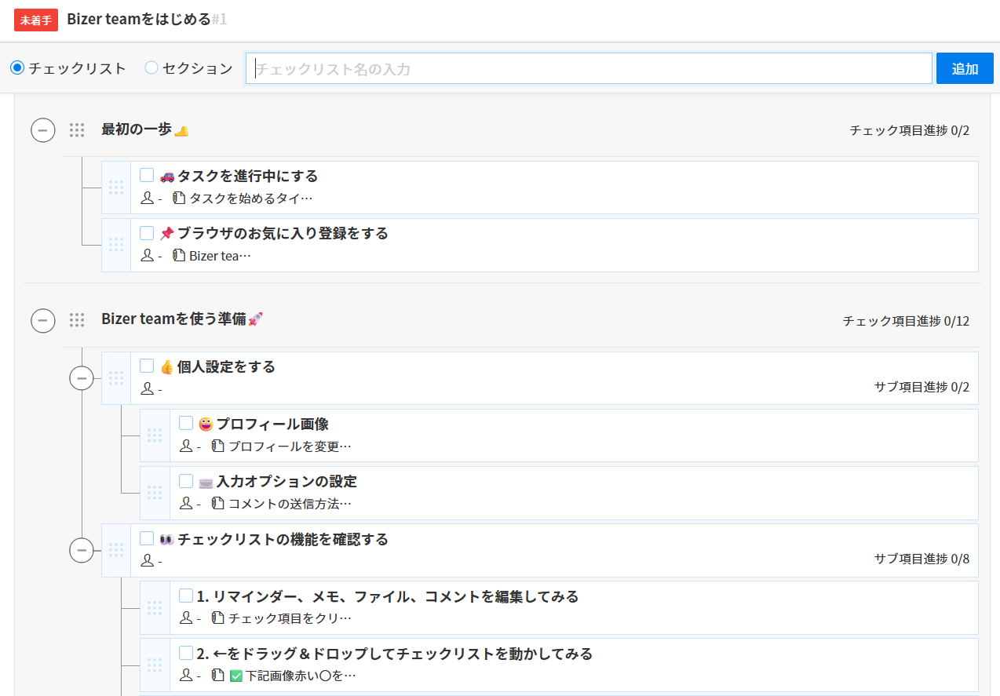 未着手 Bizer teamをはじめる#1
チェックリスト セクション チェックリスト名の入力 追加
最初の一歩🫴 チェック項目進捗 0/2
🚗タスクを進行中にする
- タスクを始めるタイ…
📌ブラウザのお気に入り登録をする
- Bizer tea…
Bizer teamを使う準備🚀 チェック項目進捗 0/12
👍個人設定をする
- サブ項目進捗 0/2
😀プロフィール画像
- プロフィールを変更…
⌨入力オプションの設定
- コメントの送信方法…
👀チェックリストの機能を確認する
- サブ項目進捗 0/8
1. リマインダー、メモ、ファイル、コメントを編集してみる
- チェック項目をクリ…
2. ←をドラッグ＆ドロップしてチェックリストを動かしてみる
- ✅下記画像赤い〇を…